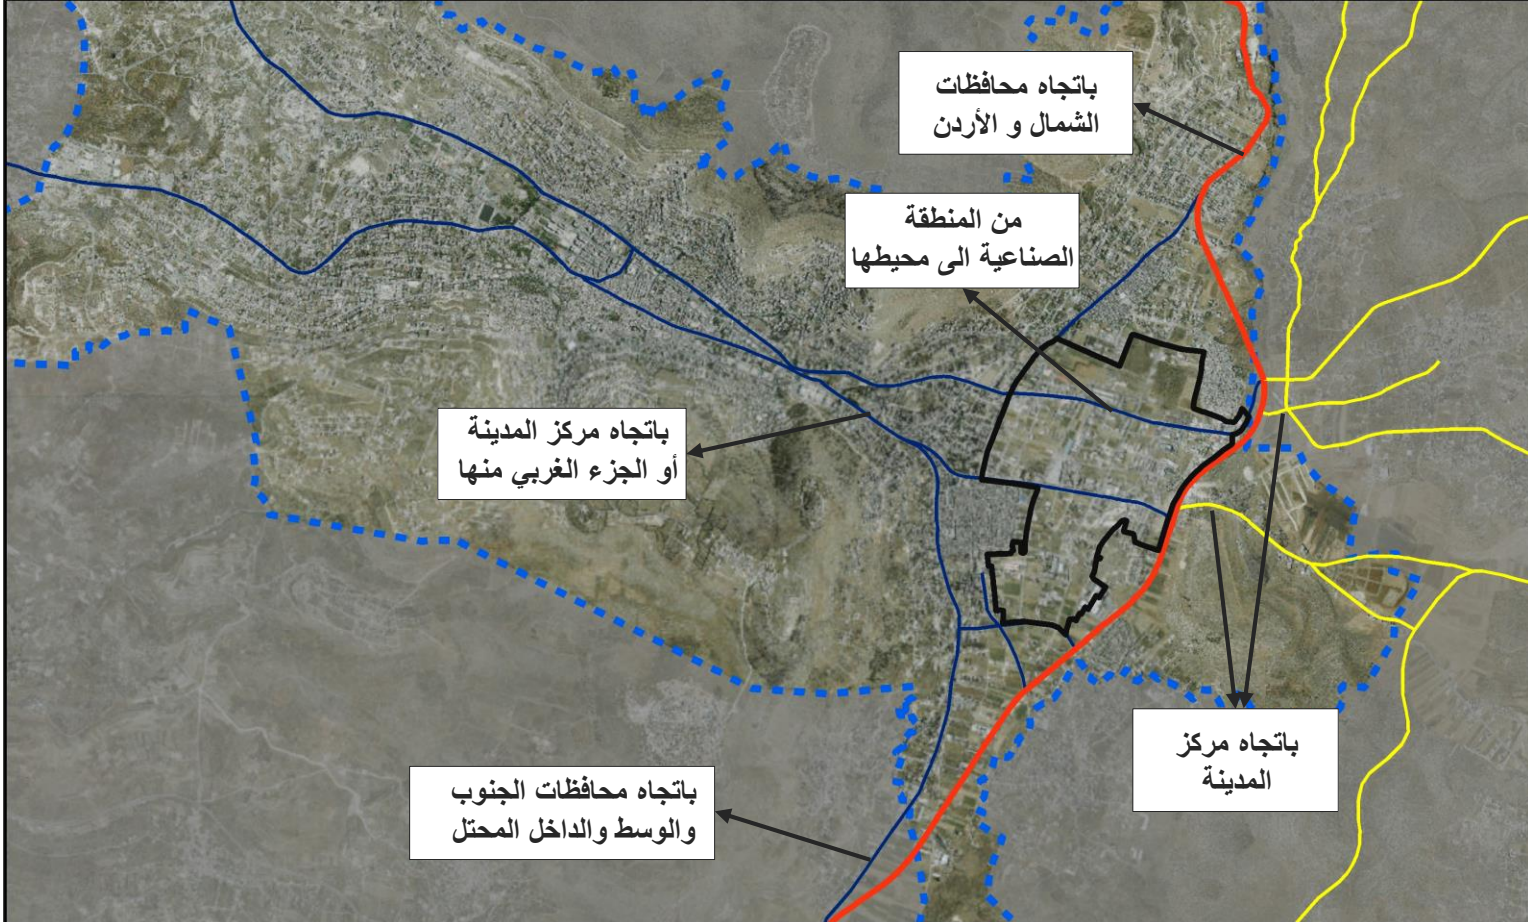 باتجاه محافظات
الشمال و الأردن
من المنطقة
الصناعية الى محيطها
باتجاه مركز المدينة
أو الجزء الغربي منها
باتجاه مركز
المدينة
باتجاه محافظات الجنوب
والوسط والداخل المحتل